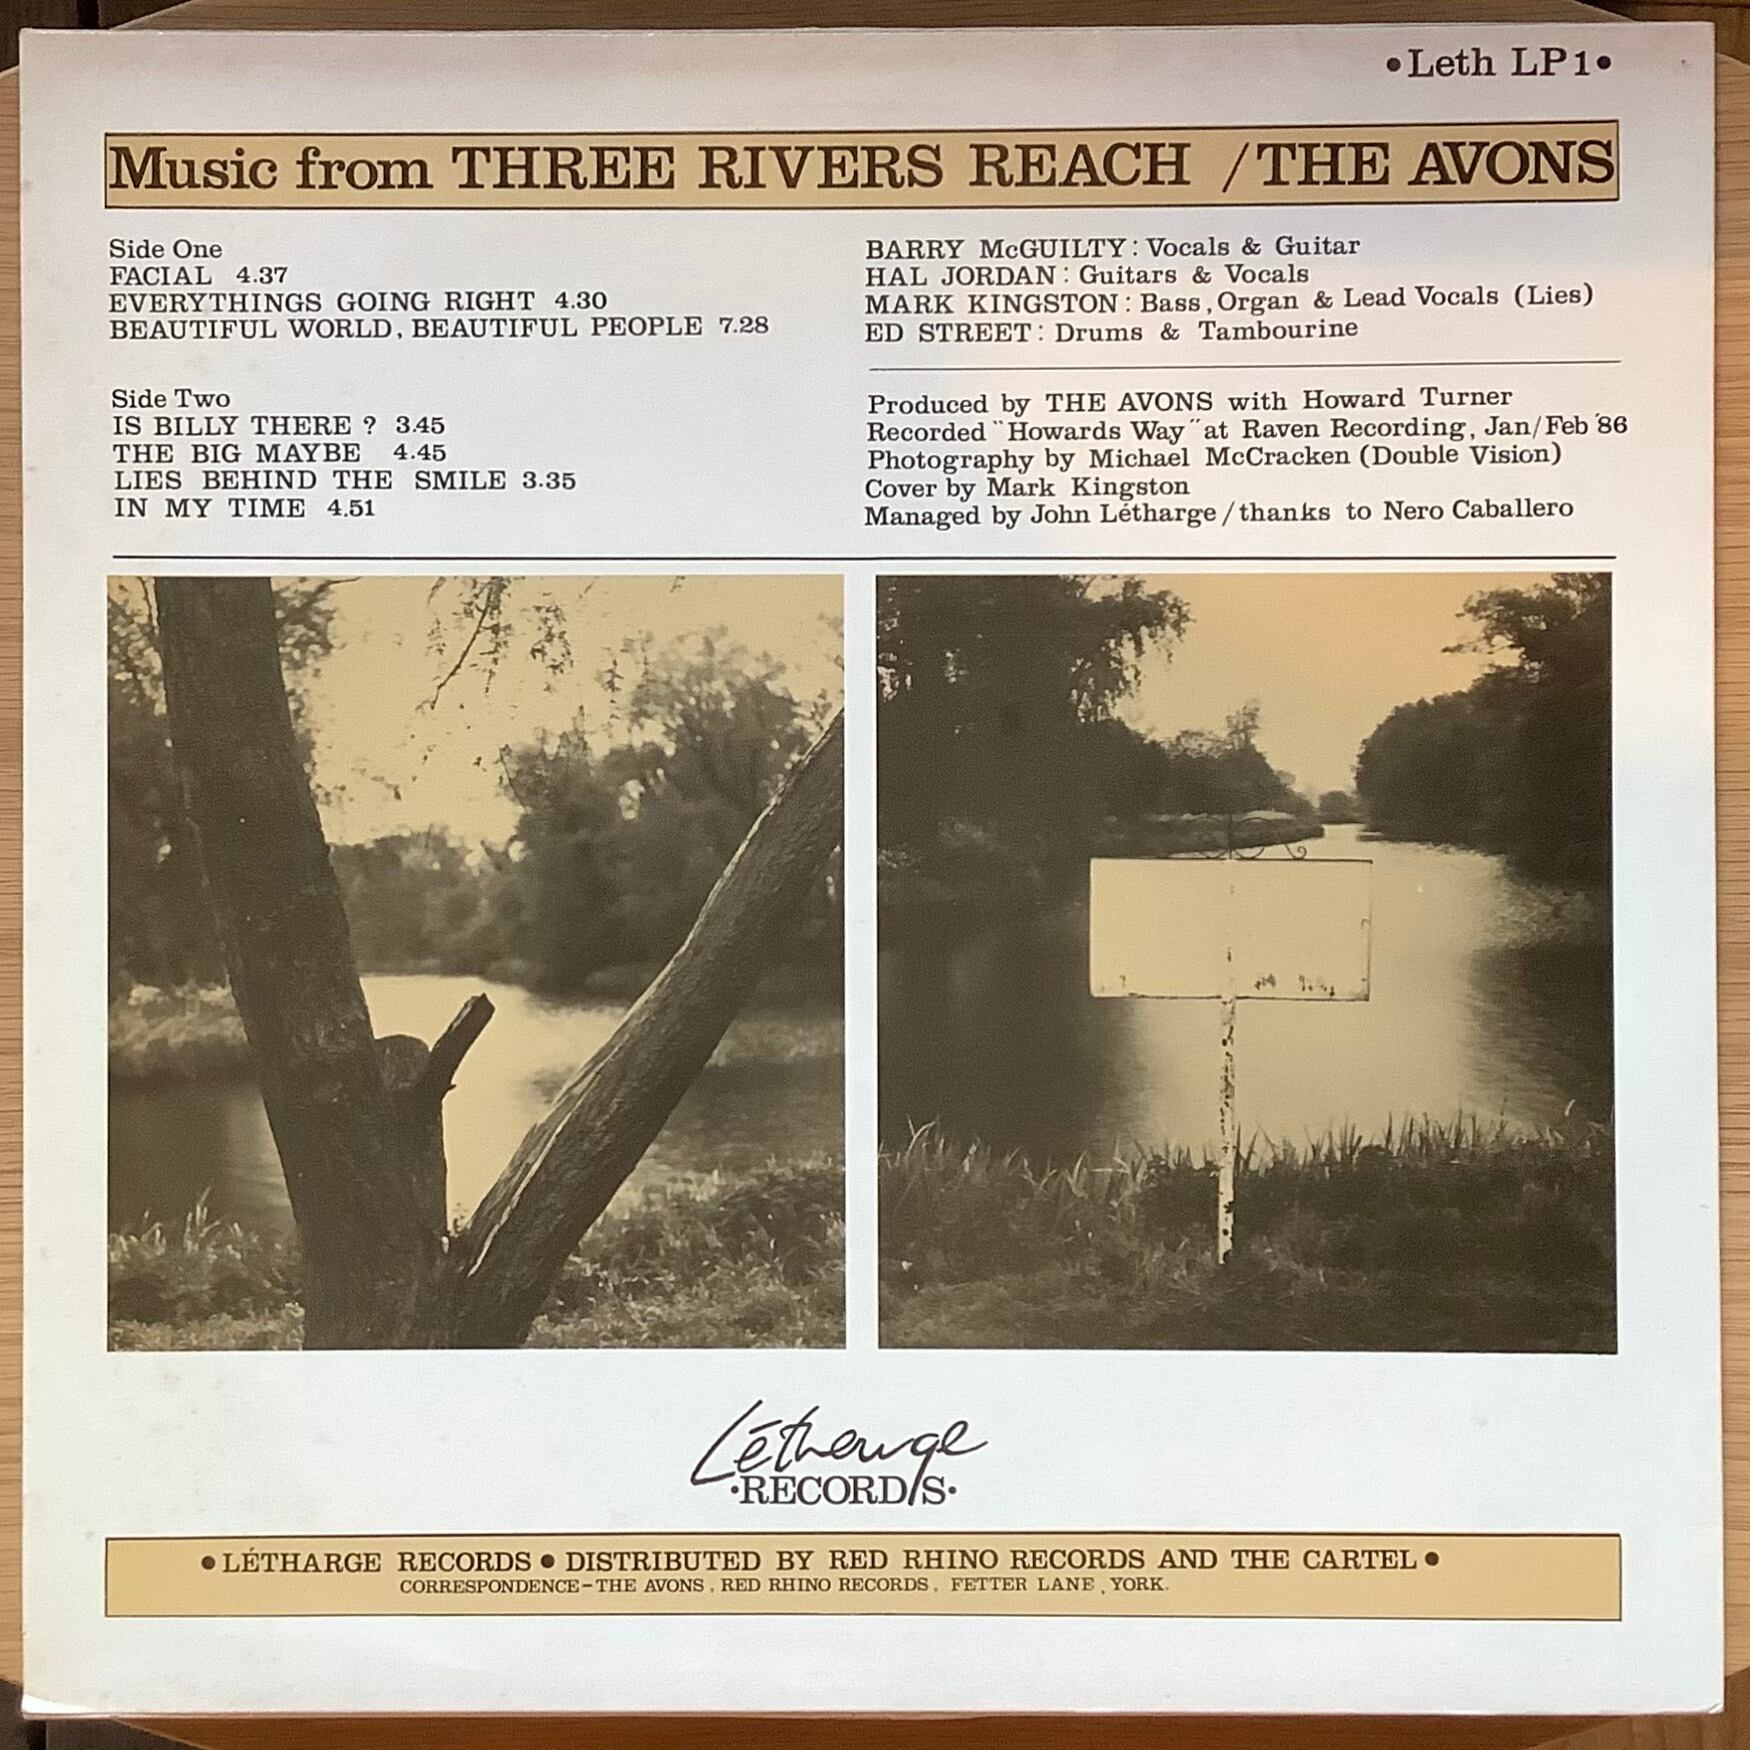 •Leth LP1•
Music from THREE RIVERS REACH /THE AVONS
Side One
FACIAL 4.37
EVERYTHINGS GOING RIGHT 4.30
BEAUTIFUL WORLD, BEAUTIFUL PEOPLE 7.28
Side Two
IS BILLY THERE ? 3.45
THE BIG MAYBE 4.45
LIES BEHIND THE SMILE 3.35
IN MY TIME 4.51
BARRY McGUILTY: Vocals & Guitar
HAL JORDAN: Guitars & Vocals
MARK KINGSTON: Bass, Organ & Lead Vocals (Lies)
ED STREET: Drums & Tambourine
Produced by THE AVONS with Howard Turner
Recorded "Howards Way" at Raven Recording, Jan/Feb '86
Photography by Michael McCracken (Double Vision)
Cover by Mark Kingston
Managed by John Létharge / thanks to Nero Caballero
Létharge
•RECORDS•
• LÉTHARGE RECORDS • DISTRIBUTED BY RED RHINO RECORDS AND THE CARTEL •
CORRESPONDENCE-THE AVONS, RED RHINO RECORDS, FETTER LANE, YORK.